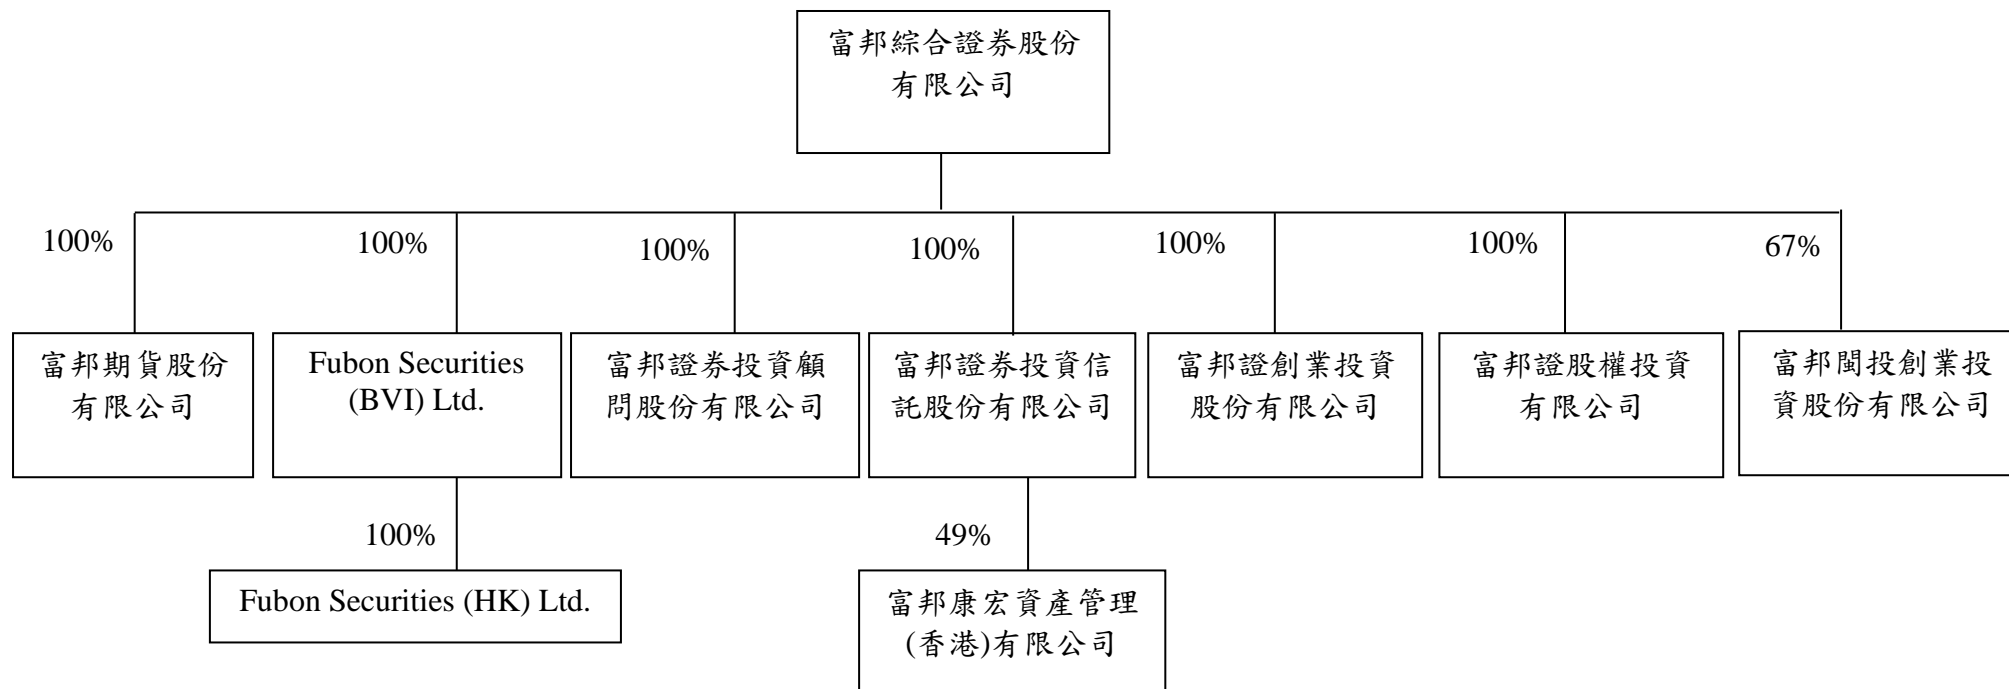 富邦綜合證券股份
有限公司
100%
100%
100%
100%
100%
100%
67%
富邦期貨股份
有限公司
Fubon Securities
(BVI) Ltd.
富邦證券投資顧
問股份有限公司
富邦證券投資信
託股份有限公司
富邦證創業投資
股份有限公司
富邦證股權投資
有限公司
富邦閩投創業投
資股份有限公司
100%
49%
Fubon Securities (HK) Ltd.
富邦康宏資產管理
(香港)有限公司